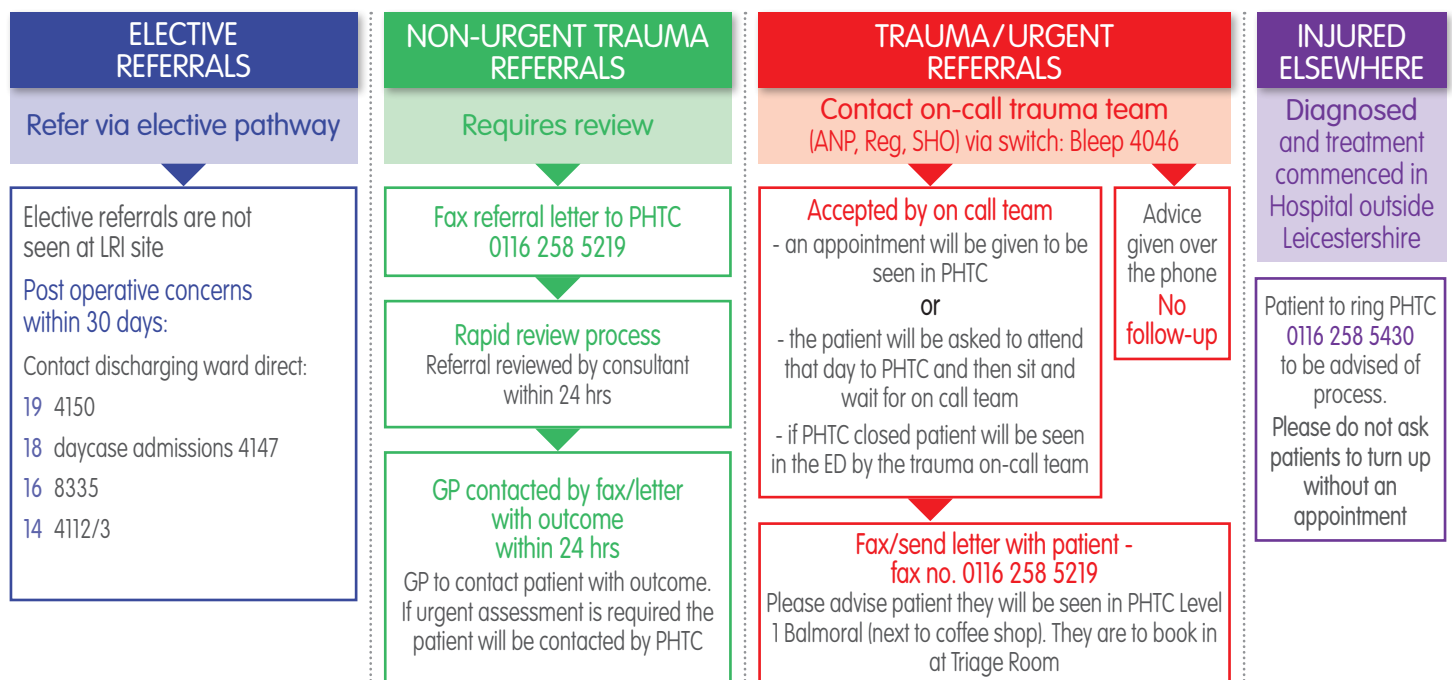 ELECTIVE
REFERRALS
Refer via elective pathway
Elective referrals are not
seen at LRI site
Post operative concerns
within 30 days:
Contact discharging ward direct:
19 4150
18 daycase admissions 4147
16 8335
14 4112/3
NON-URGENT TRAUMA
REFERRALS
Requires review
Fax referral letter to PHTC
0116 258 5219
Rapid review process
Referral reviewed by consultant
within 24 hrs
GP contacted by fax/letter
with outcome
within 24 hrs
GP to contact patient with outcome.
If urgent assessment is required the
patient will be contacted by PHTC
TRAUMA/URGENT
REFERRALS
Contact on-call trauma team
(ANP, Reg, SHO) via switch: Bleep 4046
Accepted by on call team
- an appointment will be given to be
seen in PHTC
or
- the patient will be asked to attend
that day to PHTC and then sit and
wait for on call team
- if PHTC closed patient will be seen
in the ED by the trauma on-call team
Advice
given over
the phone
No
follow-up
Fax/send letter with patient -
fax no. 0116 258 5219
Please advise patient they will be seen in PHTC Level
1 Balmoral (next to coffee shop). They are to book in
at Triage Room
INJURED
ELSEWHERE
Diagnosed
and treatment
commenced in
Hospital outside
Leicestershire
Patient to ring PHTC
0116 258 5430
to be advised of
process.
Please do not ask
patients to turn up
without an
appointment